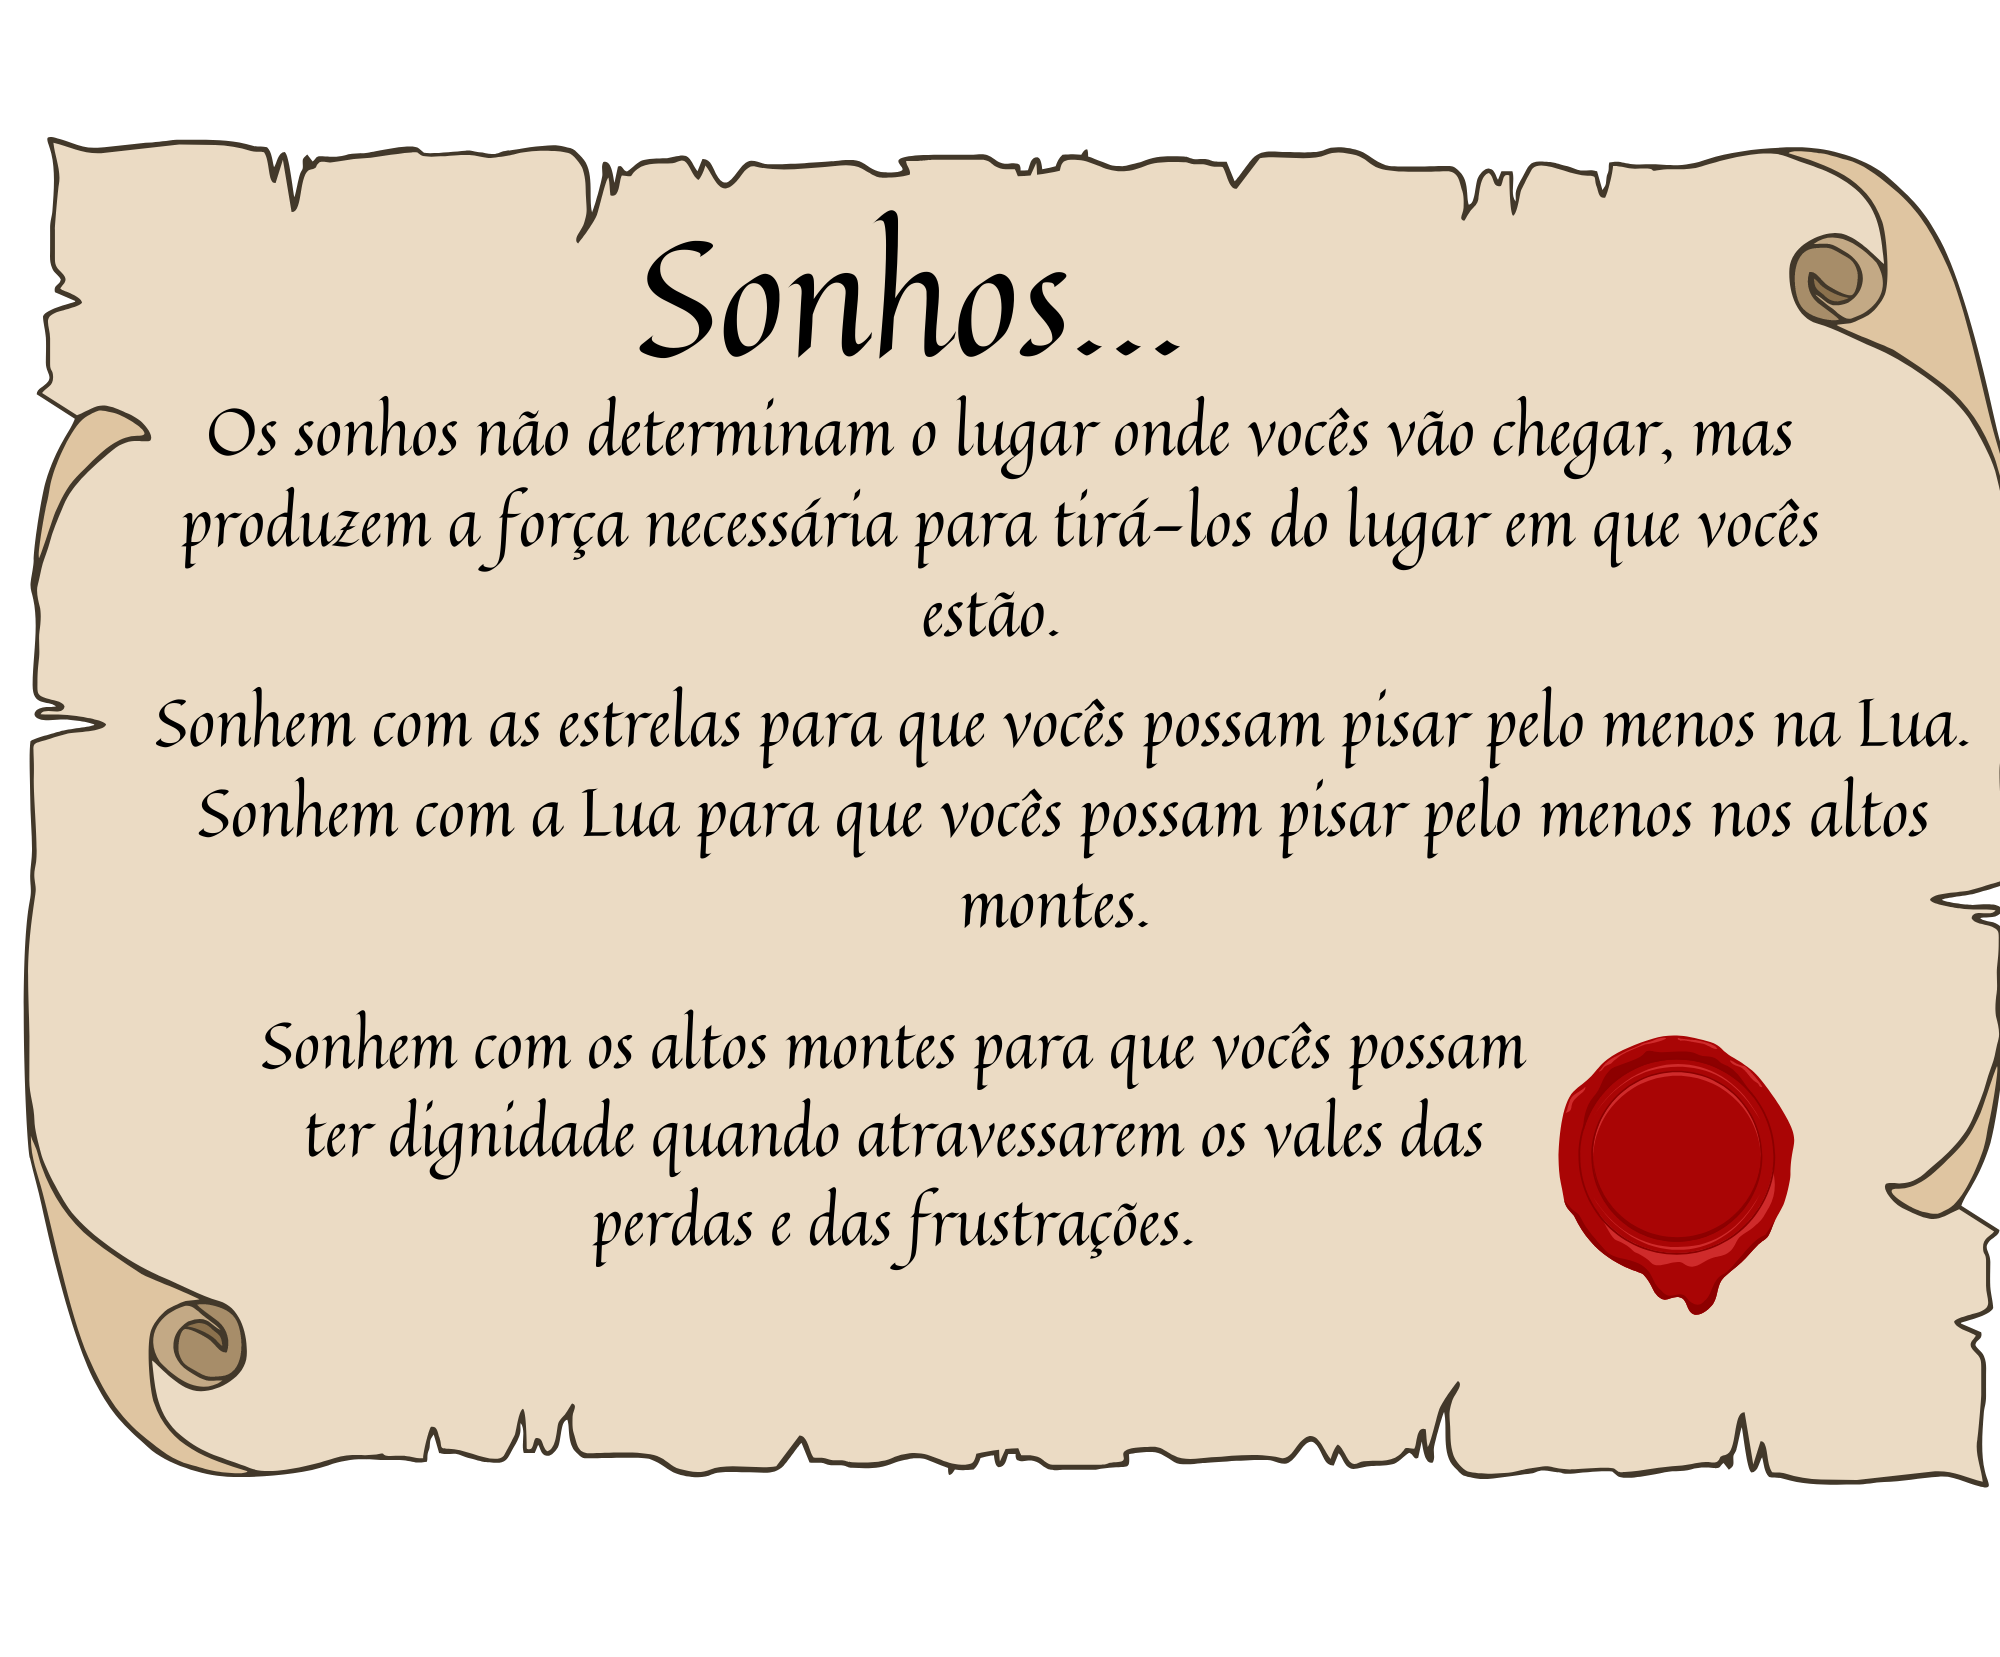 Sonhos...
Os sonhos não determinam o lugar onde vocês vão chegar, mas
produzem a força necessária para tirá-los do lugar em que vocês
estão.
Sonhem com as estrelas para que vocês possam pisar pelo menos na Lua.
Sonhem com a Lua para que vocês possam pisar pelo menos nos altos
montes.
Sonhem com os altos montes para que vocês possam
ter dignidade quando atravessarem os vales das
perdas e das frustrações.